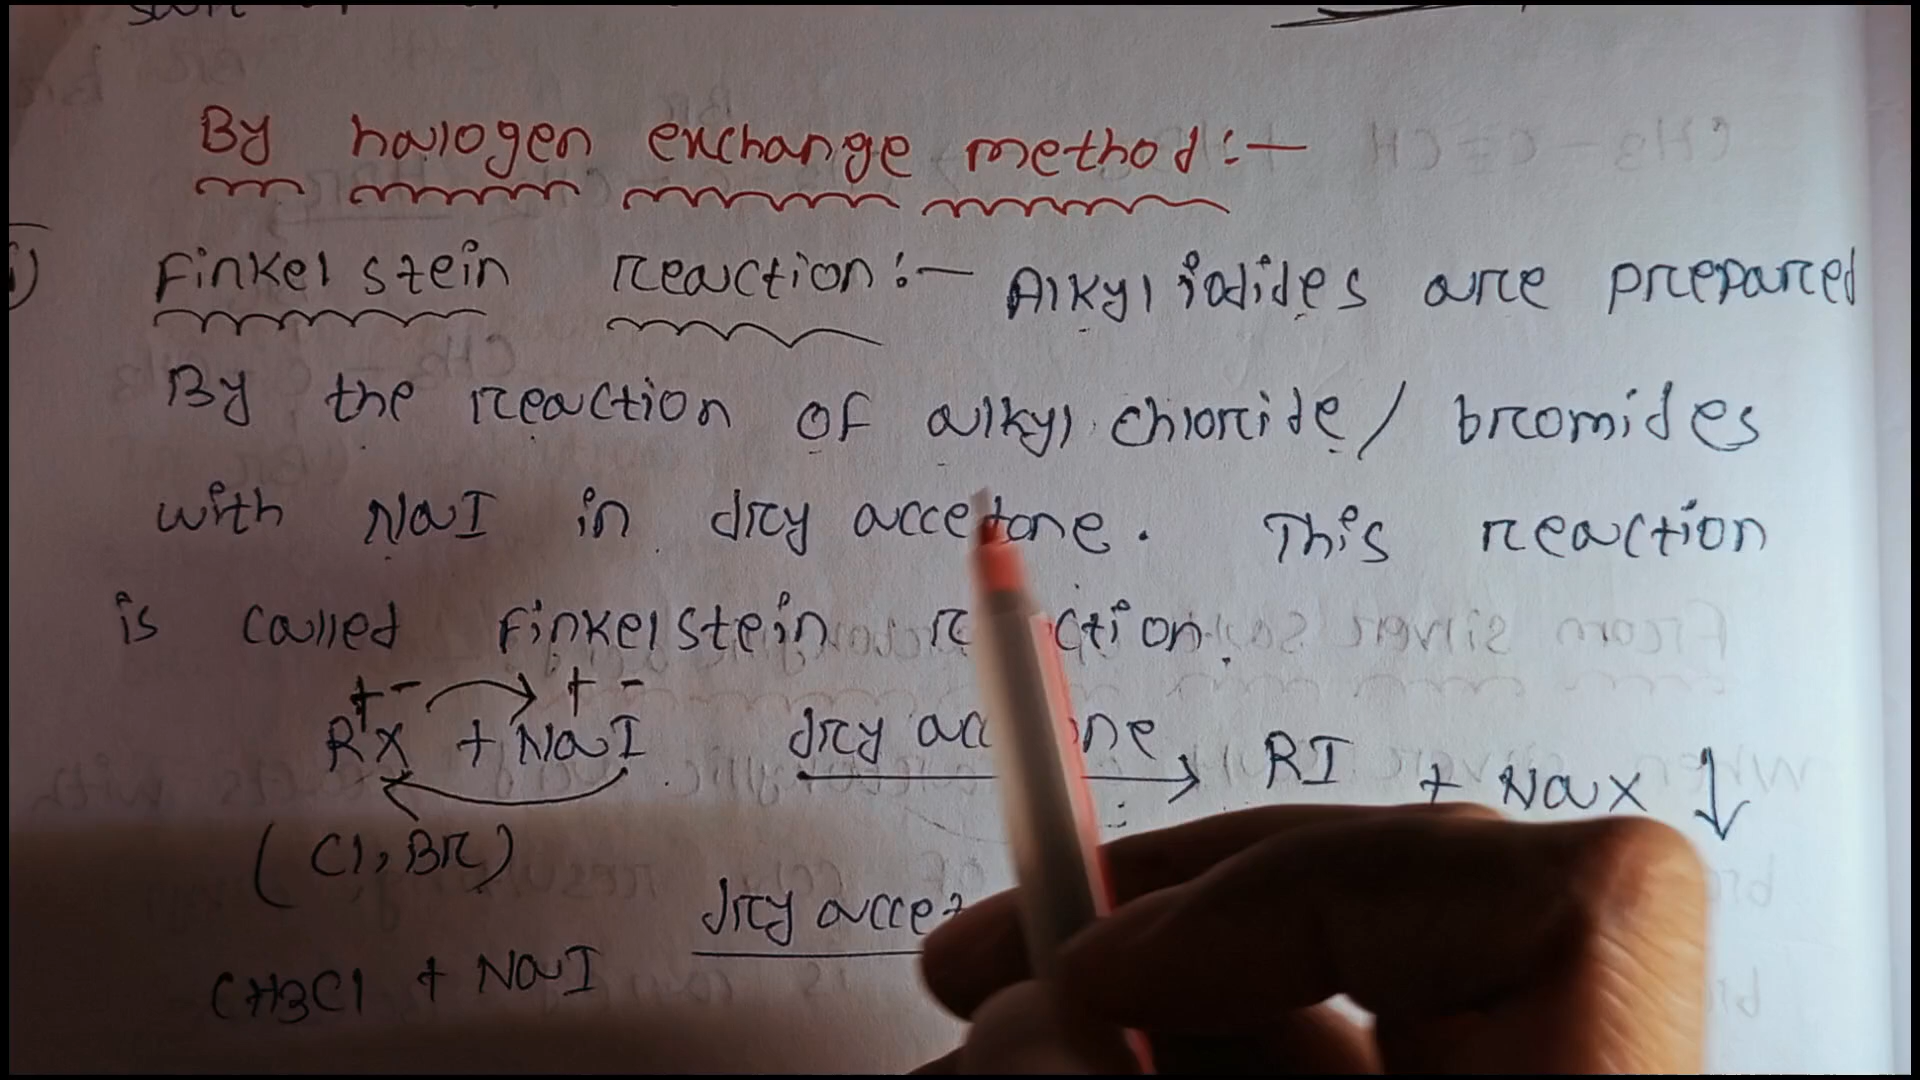 By halogen exchange method:-
i) Finkelstein reaction:- Alkyl iodides are prepared
By the reaction of alkyl chloride/ bromides
with NaI in dry accetone. This reaction
is called Finkelstein
+ - + -
RX + NaI dry RI + NaX ↓
(Cl, Br)
CH3Cl + NaI dry